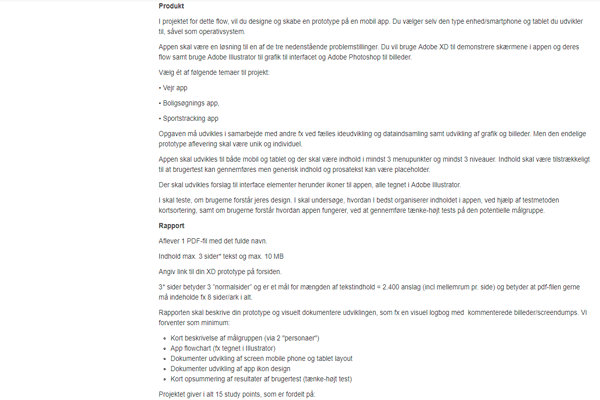 Produkt
I projektet for dette flow, vil du designe og skabe en prototype på en mobil app. Du vælger selv den type enhed/smartphone og tablet du udvikler
til, såvel som operativsystem.
Appen skal være en løsning til en af de tre nedenstående problemstillinger. Du vil bruge Adobe XD til demonstrere skærmene i appen og deres
flow samt bruge Adobe Illustrator til grafik til interfacet og Adobe Photoshop til billeder.
Vælg ét af følgende temaer til projekt:
• Vejr app
• Boligsøgnings app,
• Sportstracking app
Opgaven må udvikles i samarbejde med andre fx ved fælles ideudvikling og dataindsamling samt udvikling af grafik og billeder. Men den endelige
prototype aflevering skal være unik og individuel.
Appen skal udvikles til både mobil og tablet og der skal være indhold i mindst 3 menupunkter og mindst 3 niveauer. Indhold skal være tilstrækkeligt
til at brugertest kan gennemføres men generisk indhold og prosatekst kan være placeholder.
Der skal udvikles forslag til interface elementer herunder ikoner til appen, alle tegnet i Adobe Illustrator.
I skal teste, om brugerne forstår jeres design. I skal undersøge, hvordan I bedst organiserer indholdet i appen, ved hjælp af testmetoden
kortsortering, samt om brugerne forstår hvordan appen fungerer, ved at gennemføre tænke-højt tests på den potentielle målgruppe.
Rapport
Aflever 1 PDF-fil med det fulde navn.
Indhold max. 3 sider* tekst og max. 10 MB
Angiv link til din XD prototype på forsiden.
3* sider betyder 3 ”normalsider” og er et mål for mængden af tekstindhold = 2.400 anslag (incl mellemrum pr. side) og betyder at pdf-filen gerne
må indeholde fx 8 sider/ark i alt.
Rapporten skal beskrive din prototype og visuelt dokumentere udviklingen, som fx en visuel logbog med kommenterede billeder/screendumps. Vi
forventer som minimum:
• Kort beskrivelse af målgruppen (via 2 "personaer")
• App flowchart (fx tegnet i Illustrator)
• Dokumenter udvikling af screen mobile phone og tablet layout
• Dokumenter udvikling af app ikon design
• Kort opsummering af resultater af brugertest (tænke-højt test)
Projektet giver i alt 15 study points, som er fordelt på: